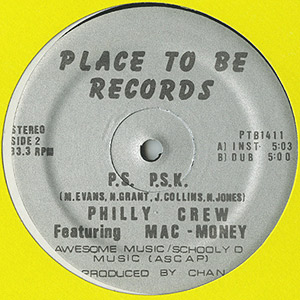 PLACE TO BE
RECORDS
STEREO
SIDE 2
33.3 RPM
PTB1411
A) INST· 5:03
B) DUB 5:00
P.S. P.S.K.
(M.EVANS, N.GRANT, J.COLLINS, N.JONES)
PHILLY CREW
Featuring MAC-MONEY
AWESOME MUSIC/SCHOOLY D
MUSIC (ASCAP)
PRODUCED BY CHAN